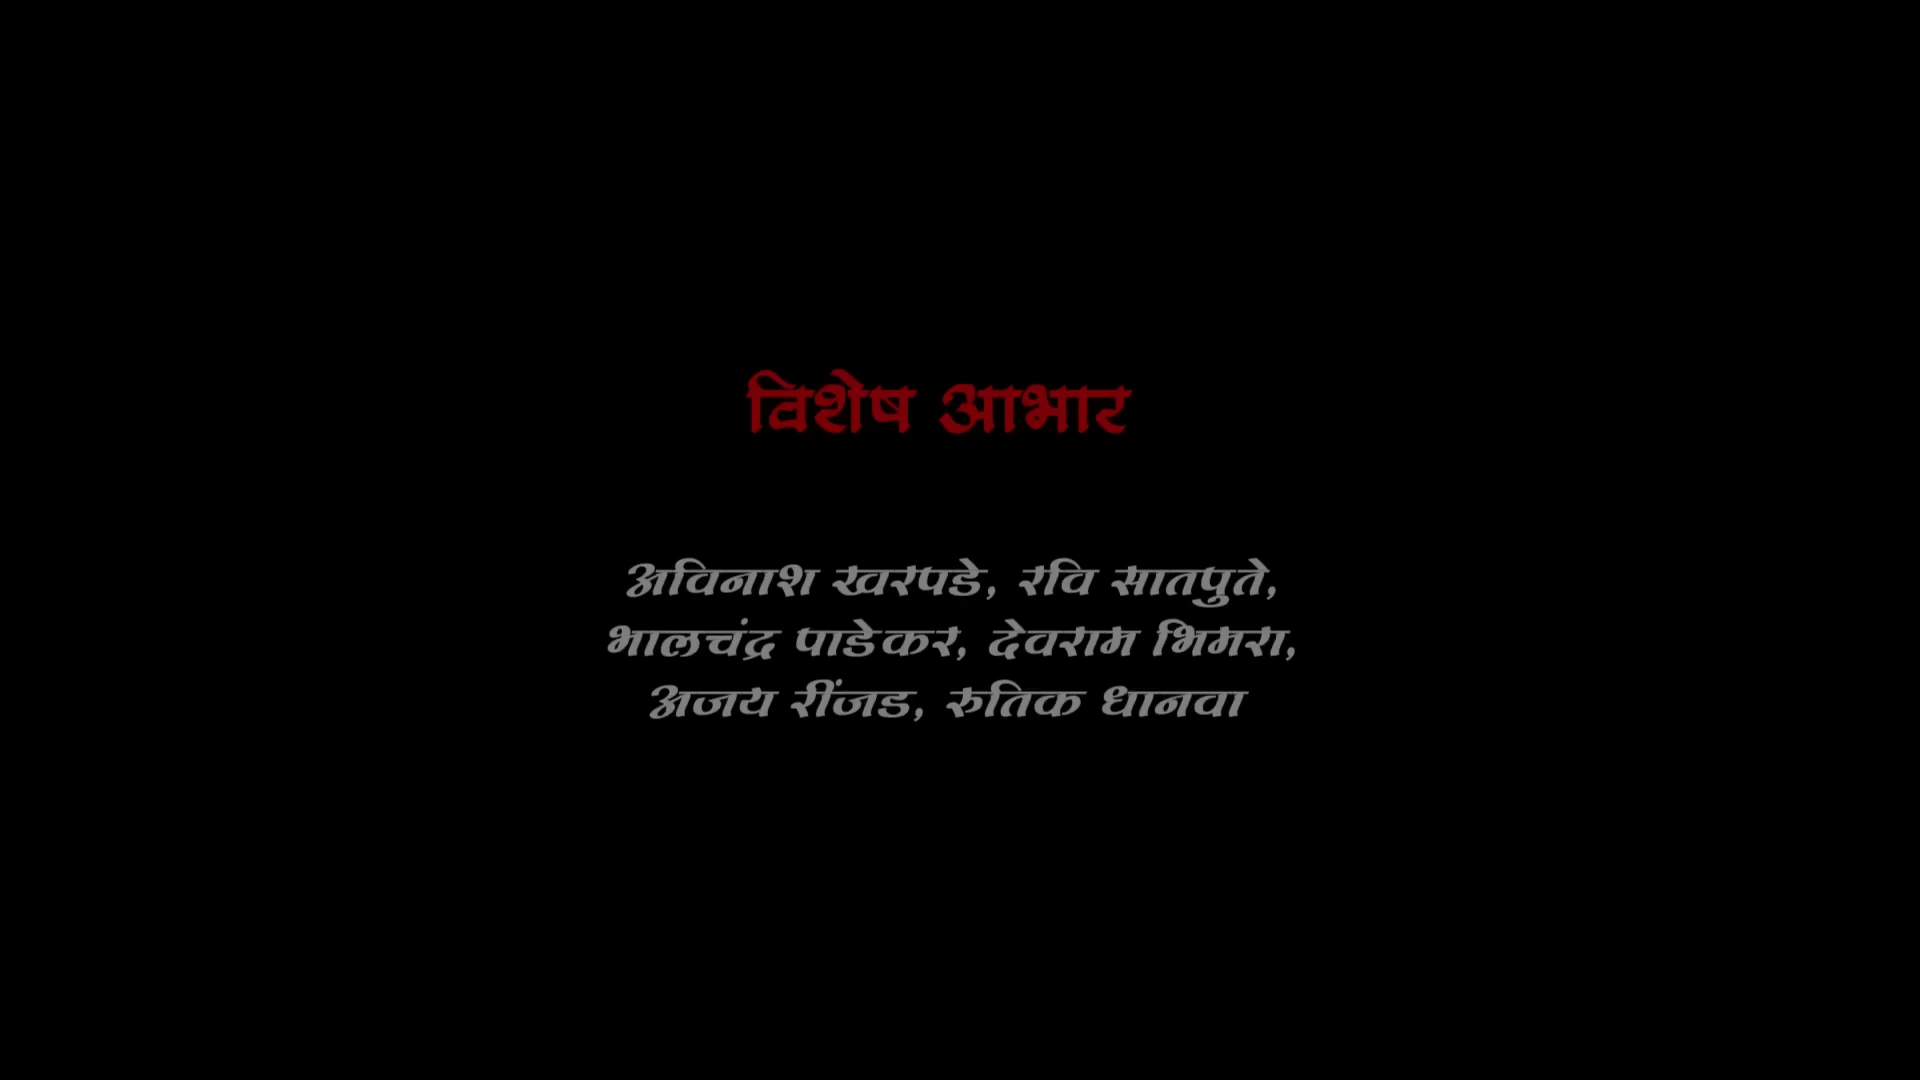 विशेष आभार
अविनाश खरपडे, रवि सातपुते,
भालचंद्र पाडेकर, देवराम भिमरा,
अजय रींजड, रुतिक धानवा